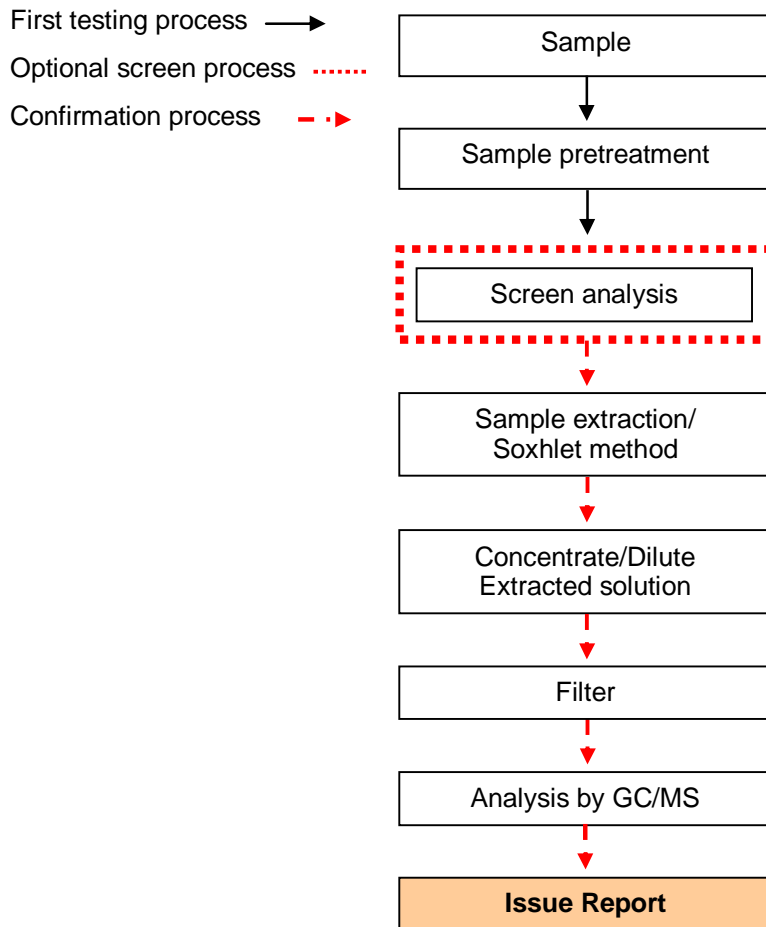 First testing process
Optional screen process
Confirmation process
Sample
Sample pretreatment
Screen analysis
Sample extraction/
Soxhlet method
Concentrate/Dilute
Extracted solution
Filter
Analysis by GC/MS
Issue Report